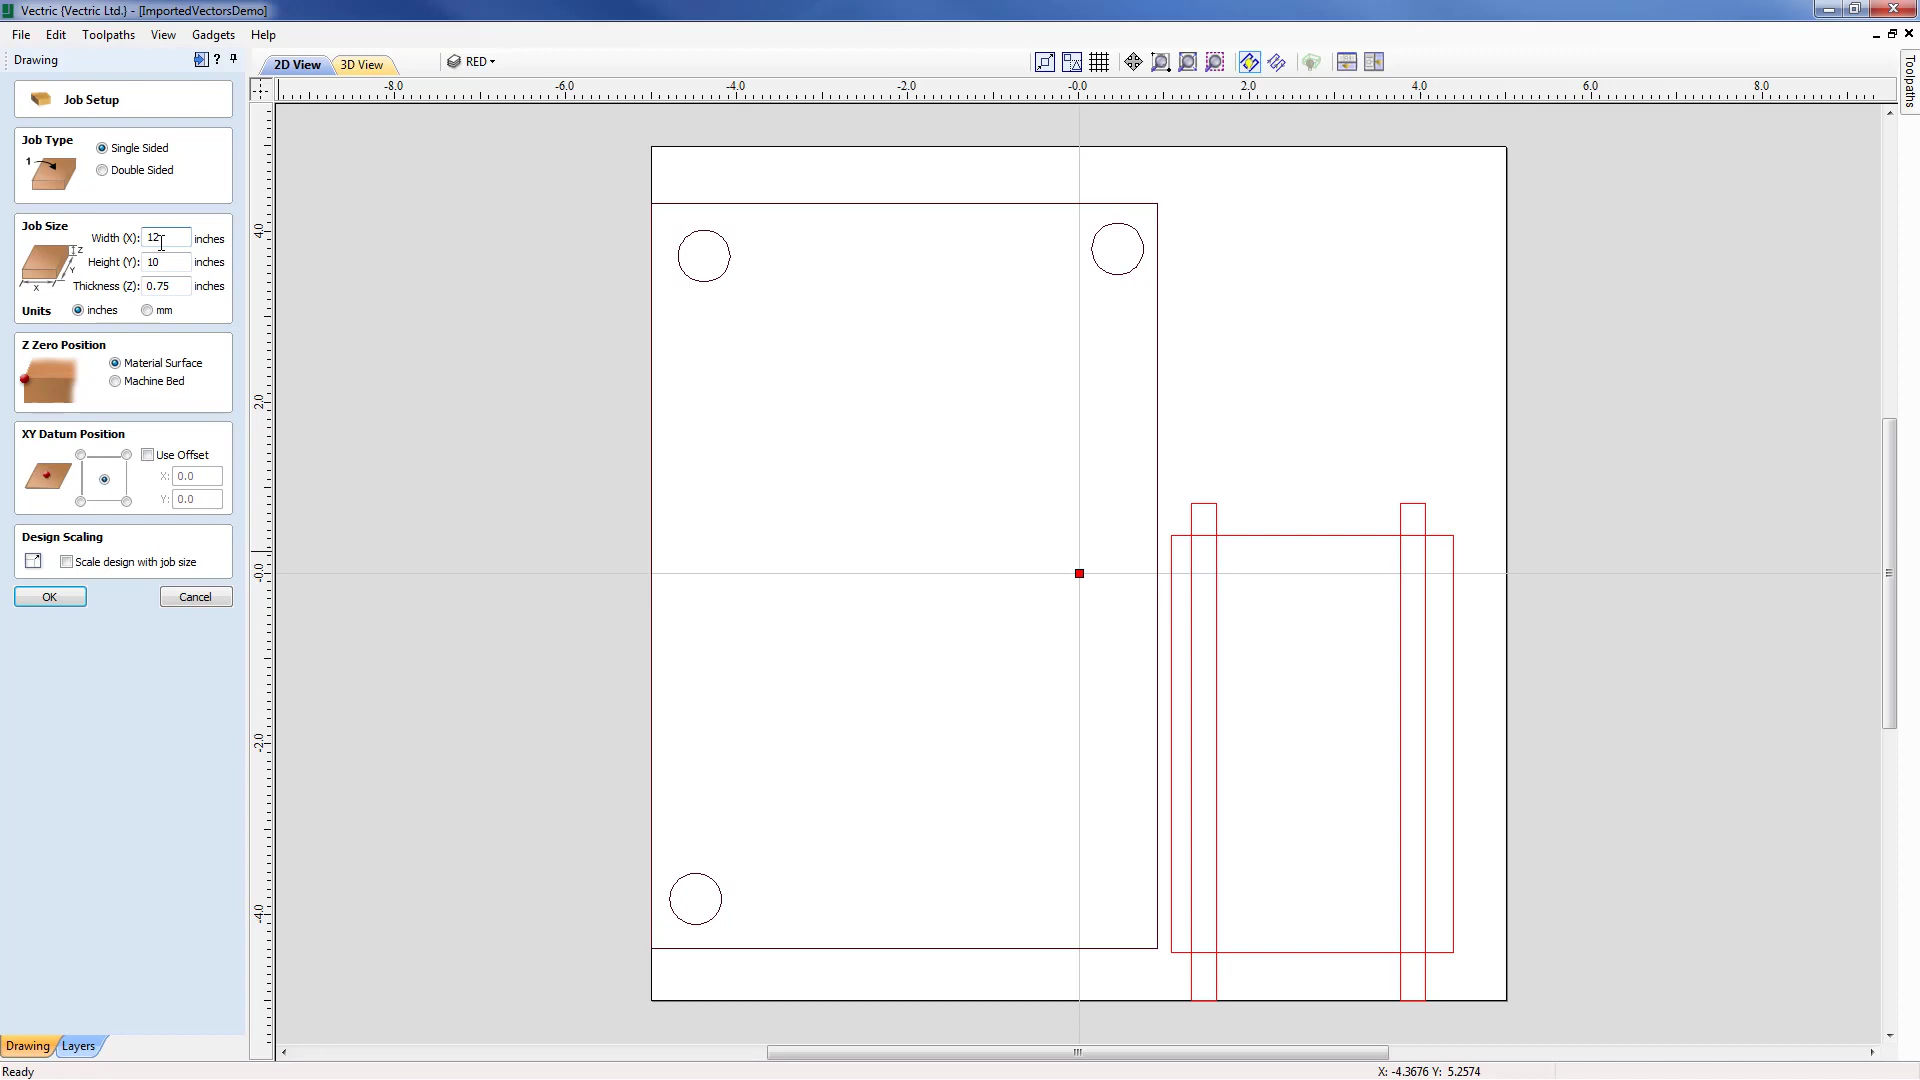 Vectric {Vectric Ltd.} - [ImportedVectorsDemo]
File Edit Toolpaths View Gadgets Help
Drawing ?
2D View 3D View RED
Toolpaths
-8.0 -6.0 -4.0 -2.0 -0.0 2.0 4.0 6.0 8.0
Job Setup
Job Type
1
Single Sided
Double Sided
Job Size
Width (X): 12 inches
Height (Y): 10 inches
Thickness (Z): 0.75 inches
Z
Y
X
Units inches mm
Z Zero Position
Material Surface
Machine Bed
XY Datum Position
Use Offset
X: 0.0
Y: 0.0
Design Scaling
Scale design with job size
OK Cancel
4.0
2.0
-0.0
-2.0
-4.0
Drawing Layers
Ready X: -4.3676 Y: 5.2574